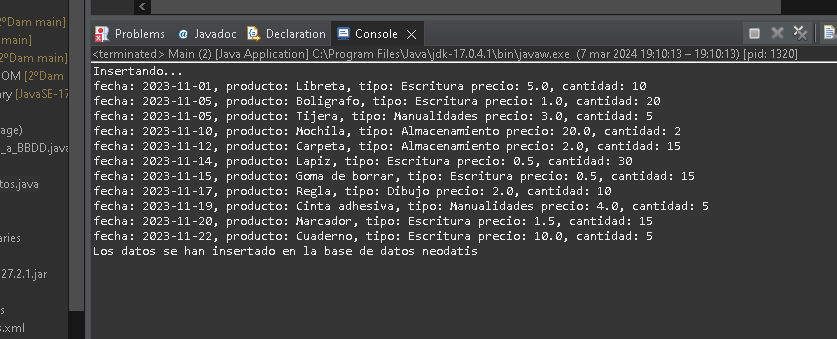 Problems Javadoc Declaration Console
<terminated> Main (2) [Java Application] C:\Program Files\Java\jdk-17.0.4.1\bin\javaw.exe (7 mar 2024 19:10:13 – 19:10:13) [pid: 1320]
[2ºDam main]
main]
OM [2ºDam
ary [JavaSE-17
age)
_a_BBDD.java
tos.java
aries
27.2.1.jar
s
s.xml
Insertando...
fecha: 2023-11-01, producto: Libreta, tipo: Escritura precio: 5.0, cantidad: 10
fecha: 2023-11-05, producto: Boligrafo, tipo: Escritura precio: 1.0, cantidad: 20
fecha: 2023-11-05, producto: Tijera, tipo: Manualidades precio: 3.0, cantidad: 5
fecha: 2023-11-10, producto: Mochila, tipo: Almacenamiento precio: 20.0, cantidad: 2
fecha: 2023-11-12, producto: Carpeta, tipo: Almacenamiento precio: 2.0, cantidad: 15
fecha: 2023-11-14, producto: Lapiz, tipo: Escritura precio: 0.5, cantidad: 30
fecha: 2023-11-15, producto: Goma de borrar, tipo: Escritura precio: 0.5, cantidad: 15
fecha: 2023-11-17, producto: Regla, tipo: Dibujo precio: 2.0, cantidad: 10
fecha: 2023-11-19, producto: Cinta adhesiva, tipo: Manualidades precio: 4.0, cantidad: 5
fecha: 2023-11-20, producto: Marcador, tipo: Escritura precio: 1.5, cantidad: 15
fecha: 2023-11-22, producto: Cuaderno, tipo: Escritura precio: 10.0, cantidad: 5
Los datos se han insertado en la base de datos neodatis